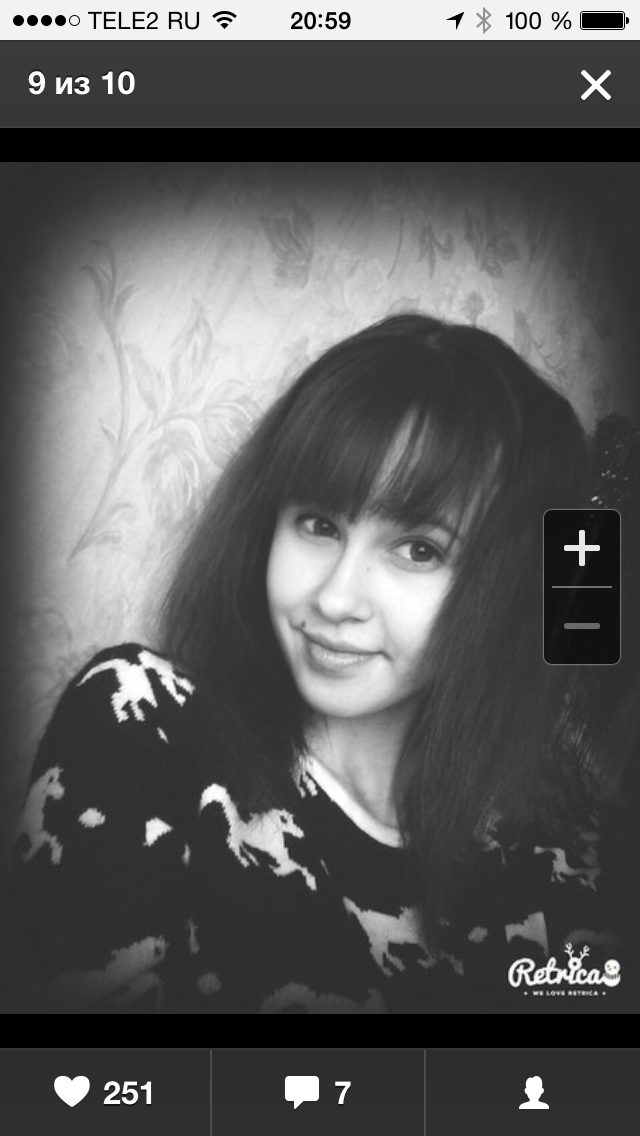 TELE2 RU 20:59 100 %
9 из 10
Retrica
• WE LOVE RETRICA •
251 7